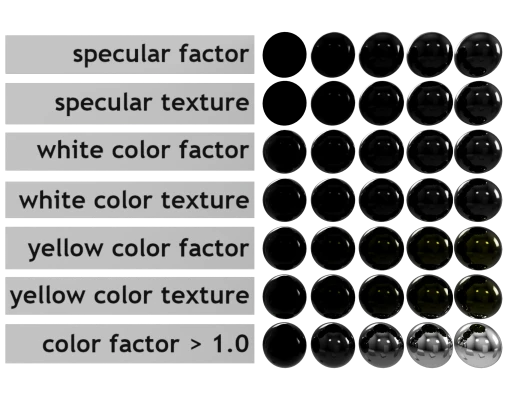 specular factor
specular texture
white color factor
white color texture
yellow color factor
yellow color texture
color factor > 1.0